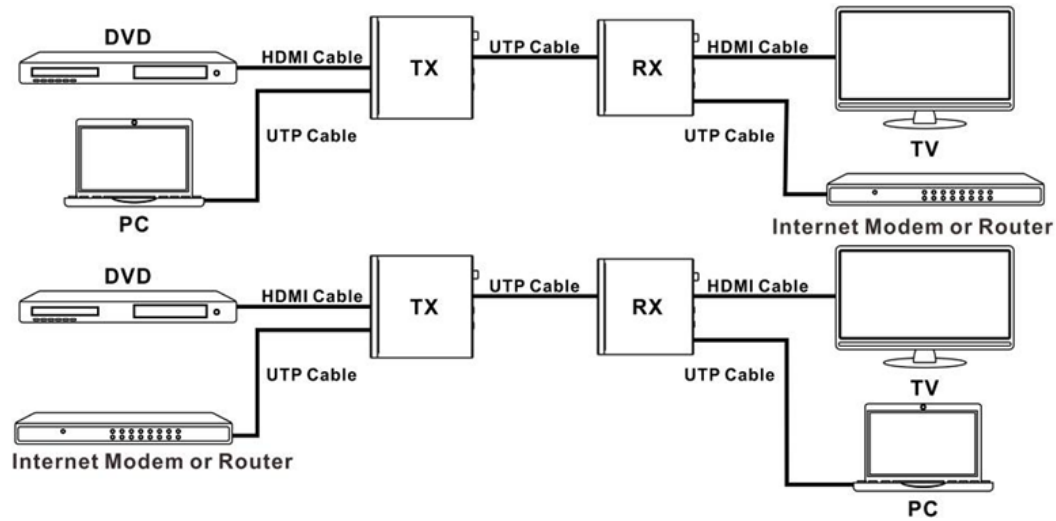 DVD
HDMI Cable
TX
UTP Cable
RX
HDMI Cable
UTP Cable
UTP Cable
TV
PC
Internet Modem or Router
DVD
HDMI Cable
TX
UTP Cable
RX
HDMI Cable
UTP Cable
UTP Cable
TV
Internet Modem or Router
PC